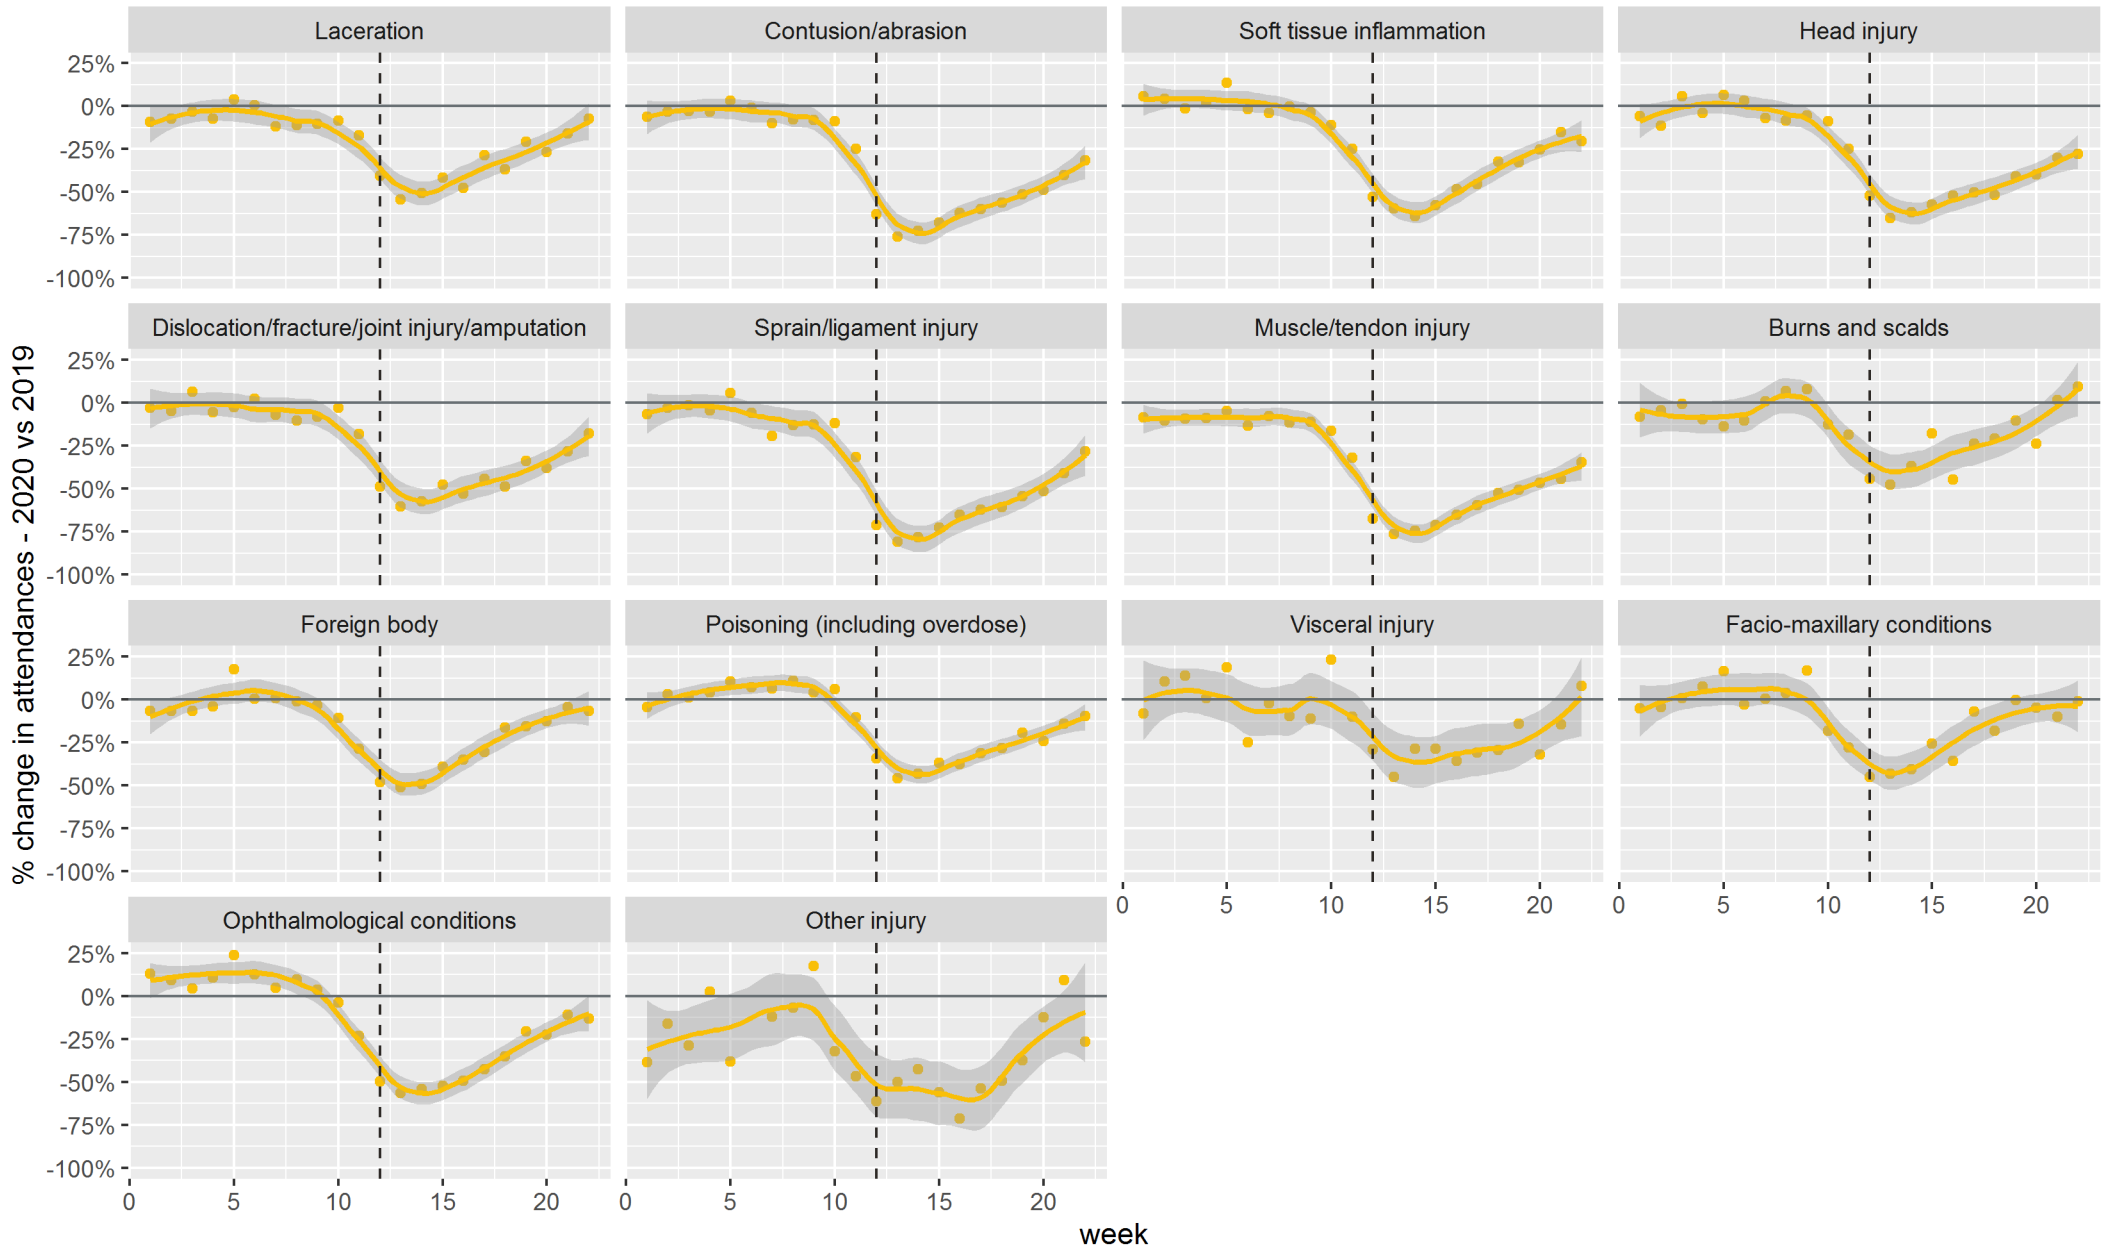 Laceration
Contusion/abrasion
Soft tissue inflammation
Head injury
25%
0%
-25%
-50%
-75%
-100%
Dislocation/fracture/joint injury/amputation
Sprain/ligament injury
Muscle/tendon injury
Burns and scalds
25%
0%
-25%
-50%
-75%
-100%
% change in attendances - 2020 vs 2019
Foreign body
Poisoning (including overdose)
Visceral injury
Facio-maxillary conditions
25%
0%
-25%
-50%
-75%
-100%
0 5 10 15 20
0 5 10 15 20
Ophthalmological conditions
Other injury
25%
0%
-25%
-50%
-75%
-100%
0 5 10 15 20
0 5 10 15 20
week